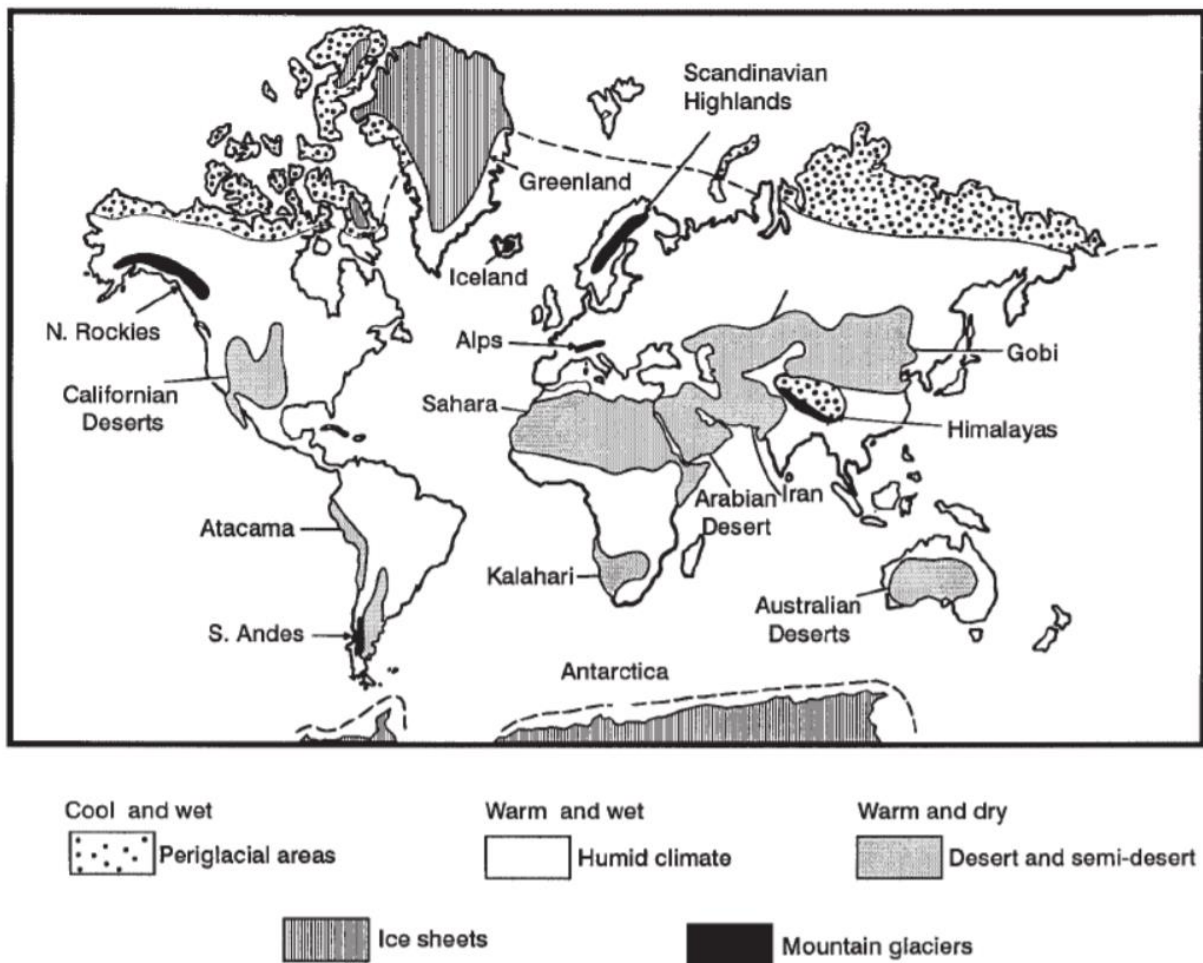 Scandinavian
Highlands
Greenland
Iceland
N. Rockies
Alps
Gobi
Californian
Deserts
Sahara
Himalayas
Arabian
Desert
Iran
Atacama
Kalahari
Australian
Deserts
S. Andes
Antarctica
Cool and wet
Periglacial areas
Warm and wet
Humid climate
Warm and dry
Desert and semi-desert
Ice sheets
Mountain glaciers